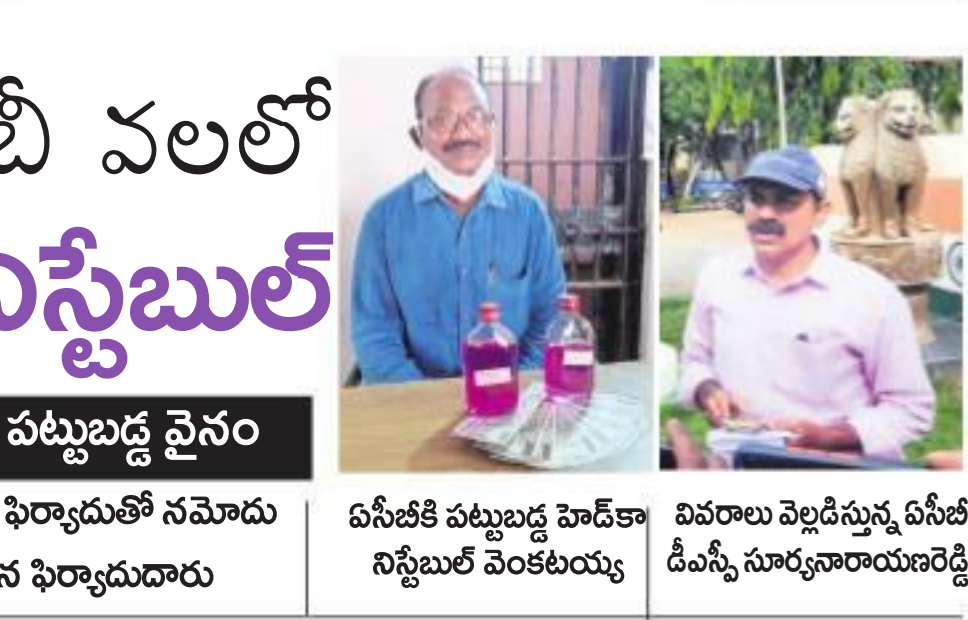 వలలో
పట్టుబడ్డ వైనం
ఫిర్యాదుతో నమోదు
ఫిర్యాదుదారు
ఏసీబీకి పట్టుబడ్డ హెడ్‌కా
నిస్టేబుల్ వెంకటయ్య
వివరాలు వెల్లడిస్తున్న ఏసీబీ
డీఎస్పీ సూర్యనారాయణరెడ్డి